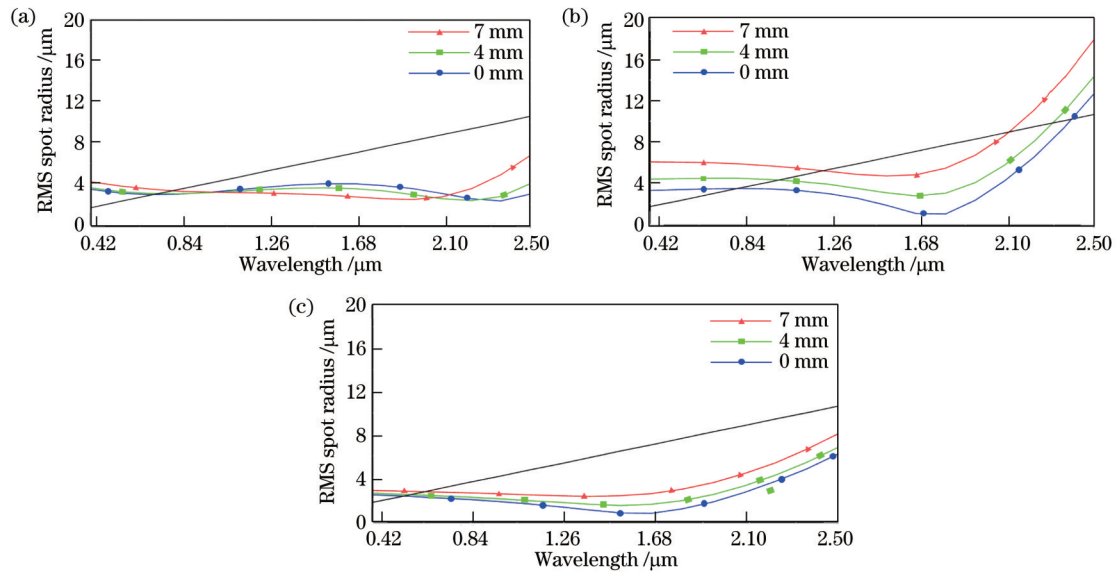 (a)
20
16
12
8
4
0
RMS spot radius /μm
7 mm
4 mm
0 mm
0.42 0.84 1.26 1.68 2.10 2.50
Wavelength /μm
(b)
20
16
12
8
4
0
RMS spot radius /μm
7 mm
4 mm
0 mm
0.42 0.84 1.26 1.68 2.10 2.50
Wavelength /μm
(c)
20
16
12
8
4
0
RMS spot radius /μm
7 mm
4 mm
0 mm
0.42 0.84 1.26 1.68 2.10 2.50
Wavelength /μm